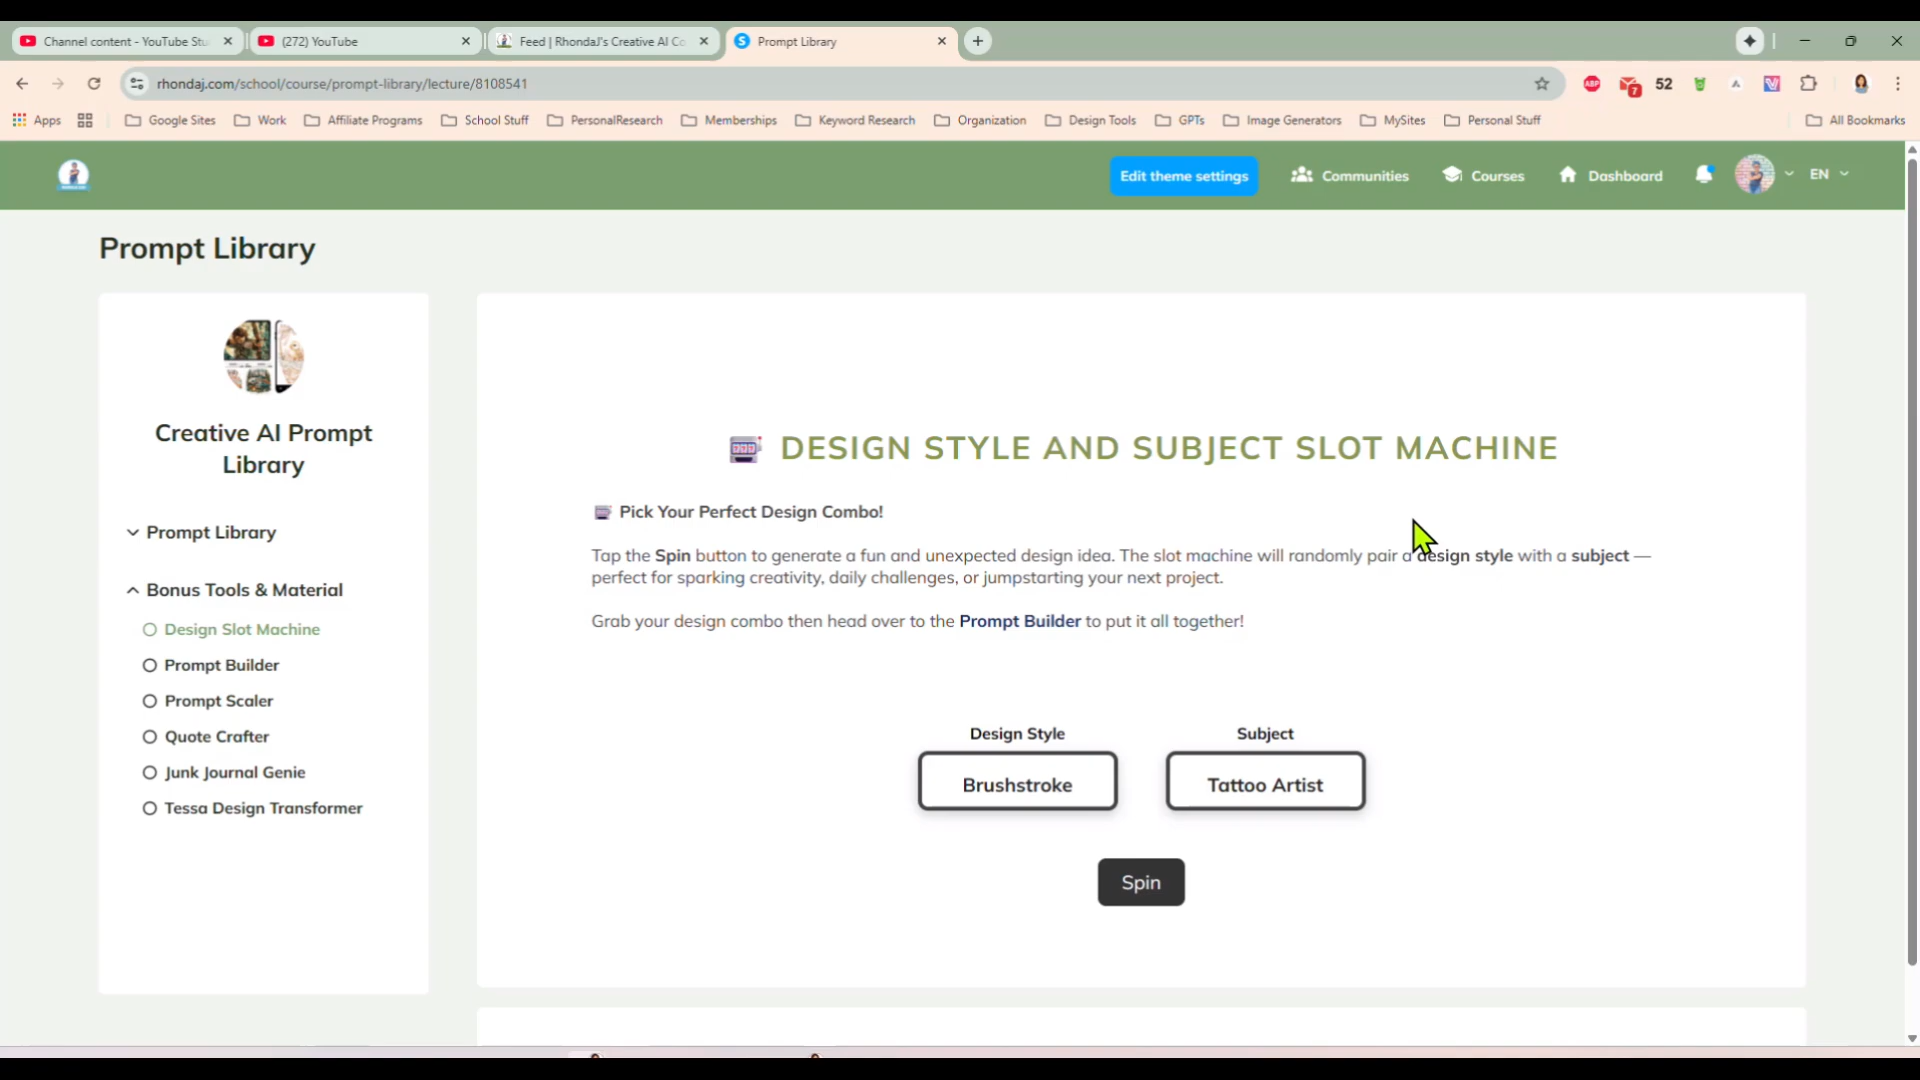 Channel content - YouTube Stu
(272) YouTube
Feed | RhondaJ's Creative AI Co
Prompt Library
rhondaj.com/school/course/prompt-library/lecture/8108541
ABP
7
52
Apps
Google Sites
Work
Affiliate Programs
School Stuff
PersonalResearch
Memberships
Keyword Research
Organization
Design Tools
GPTs
Image Generators
MySites
Personal Stuff
All Bookmarks
Edit theme settings
Communities
Courses
Dashboard
EN
Prompt Library
Creative AI Prompt
Library
Prompt Library
Bonus Tools & Material
Design Slot Machine
Prompt Builder
Prompt Scaler
Quote Crafter
Junk Journal Genie
Tessa Design Transformer
DESIGN STYLE AND SUBJECT SLOT MACHINE
Pick Your Perfect Design Combo!
Tap the Spin button to generate a fun and unexpected design idea. The slot machine will randomly pair a design style with a subject —
perfect for sparking creativity, daily challenges, or jumpstarting your next project.
Grab your design combo then head over to the Prompt Builder to put it all together!
Design Style
Subject
Brushstroke
Tattoo Artist
Spin